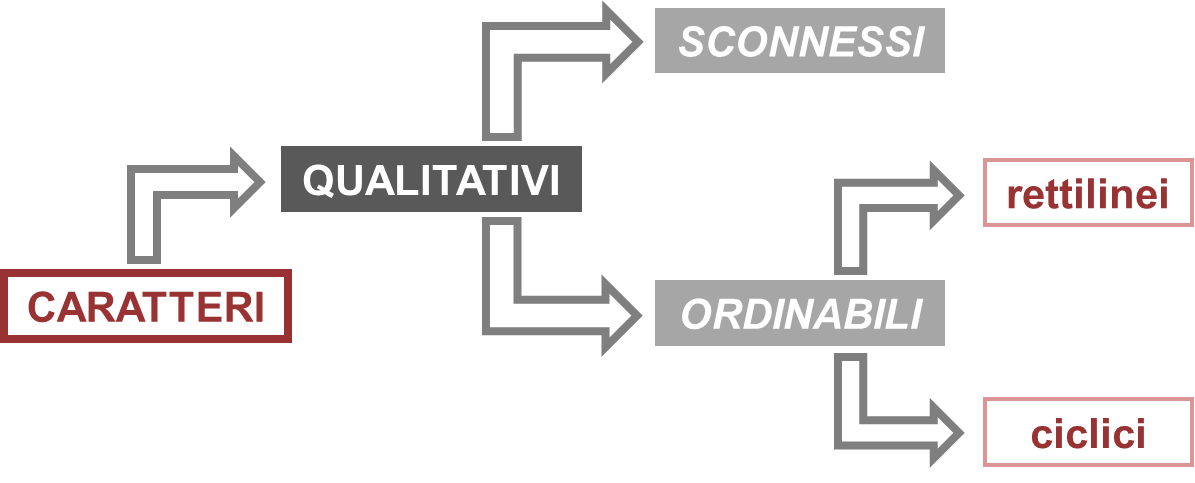 SCONNESSI
QUALITATIVI
rettilinei
CARATTERI
ORDINABILI
ciclici